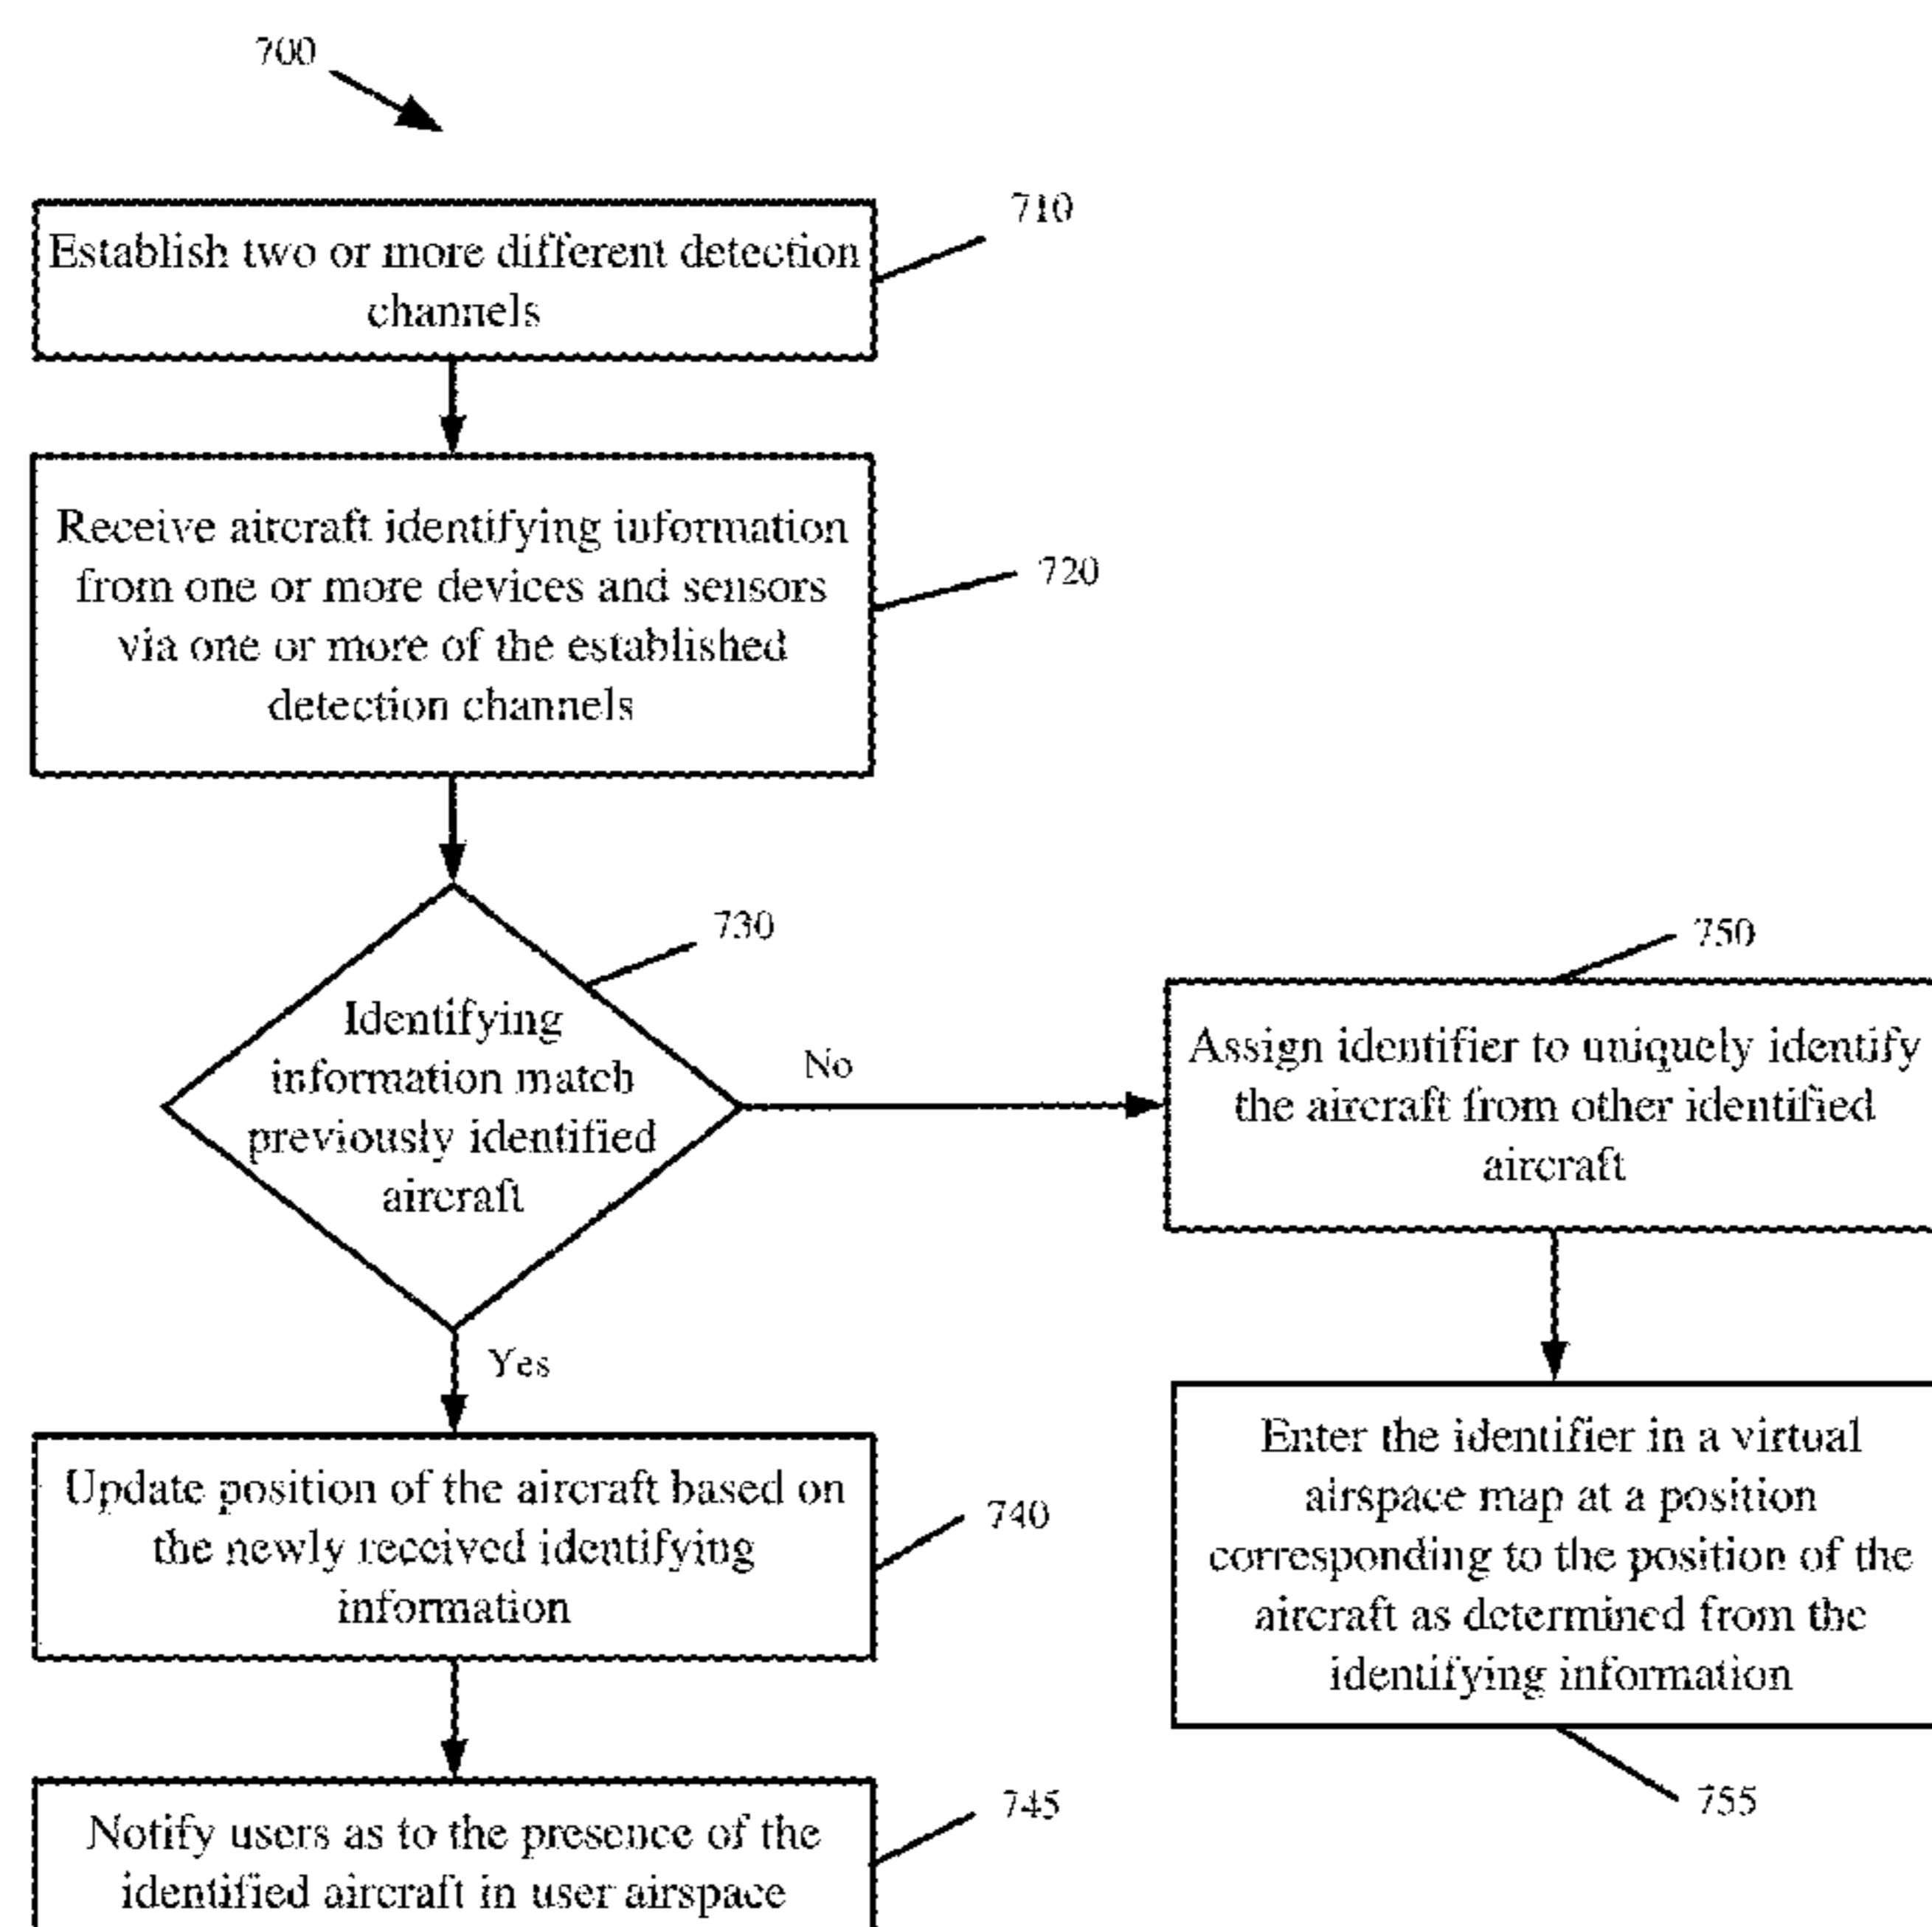 700
710
Establish two or more different detection
channels
720
Receive aircraft identifying information
from one or more devices and sensors
via one or more of the established
detection channels
730
Identifying
information match
previously identified
aircraft
No
Yes
750
Assign identifier to uniquely identify
the aircraft from other identified
aircraft
740
Update position of the aircraft based on
the newly received identifying
information
Enter the identifier in a virtual
airspace map at a position
corresponding to the position of the
aircraft as determined from the
identifying information
755
745
Notify users as to the presence of the
identified aircraft in user airspace